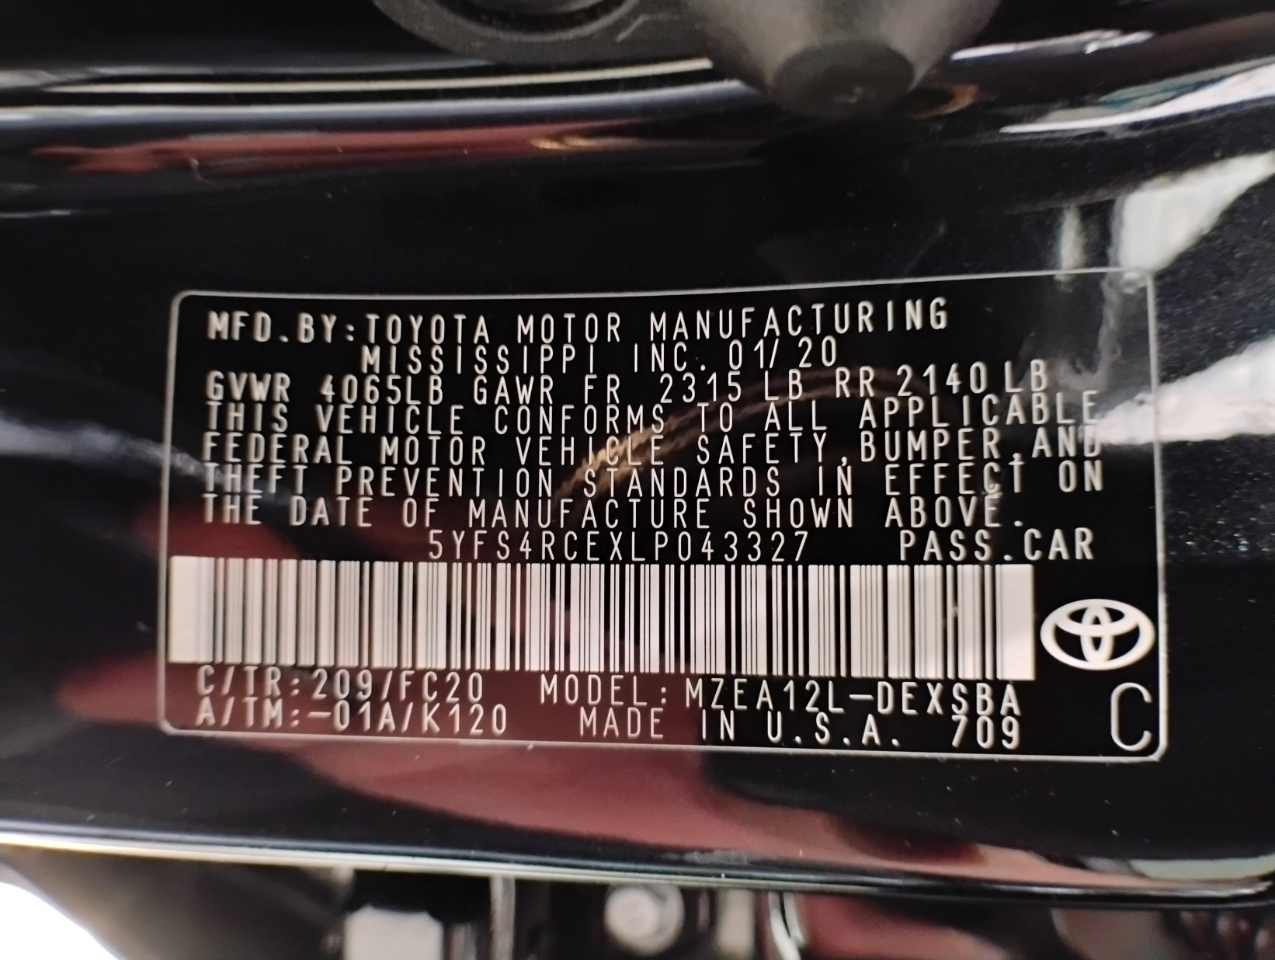 MFD.BY:TOYOTA MOTOR MANUFACTURING
MISSISSIPPI INC. 01/20
GVWR 4065LB GAWR FR 2315 LB RR 2140 LB
THIS VEHICLE CONFORMS TO ALL APPLICABLE
FEDERAL MOTOR VEHICLE SAFETY,BUMPER,AND
THEFT PREVENTION STANDARDS IN EFFECT ON
THE DATE OF MANUFACTURE SHOWN ABOVE.
5YFS4RCEXLP043327 PASS.CAR
C/TR:209/FC20 MODEL:MZEA12L-DEXSBA
A/TM:-01A/K120 MADE IN U.S.A. 709 C